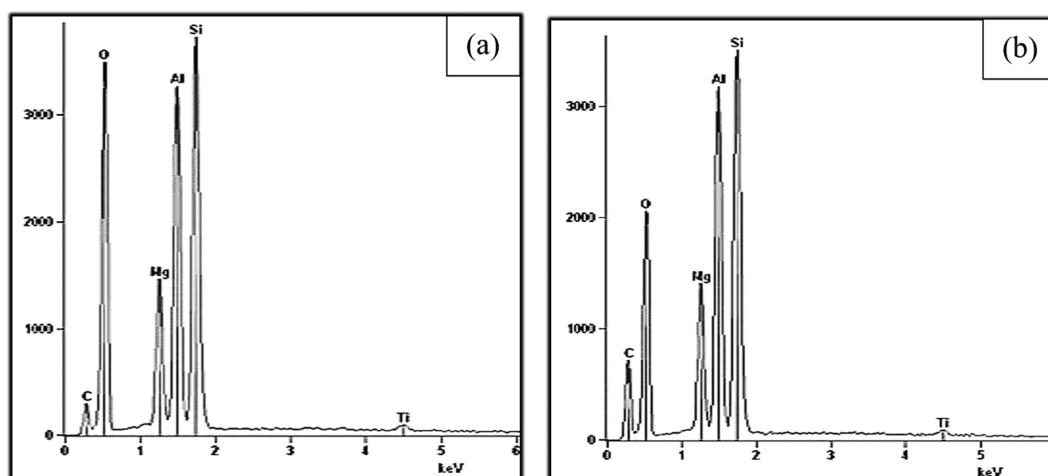 (a)
Si
O
Al
3000
2000
Mg
1000
C
Ti
0
0 1 2 3 4 5 6
keV
(b)
Si
Al
3000
O
2000
Mg
1000
C
Ti
0
0 1 2 3 4 5
keV